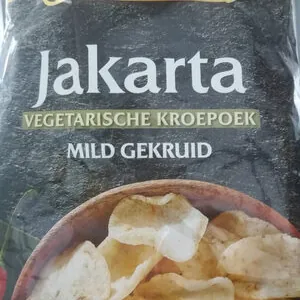 Jakarta
VEGETARISCHE KROEPOEK
MILD GEKRUID